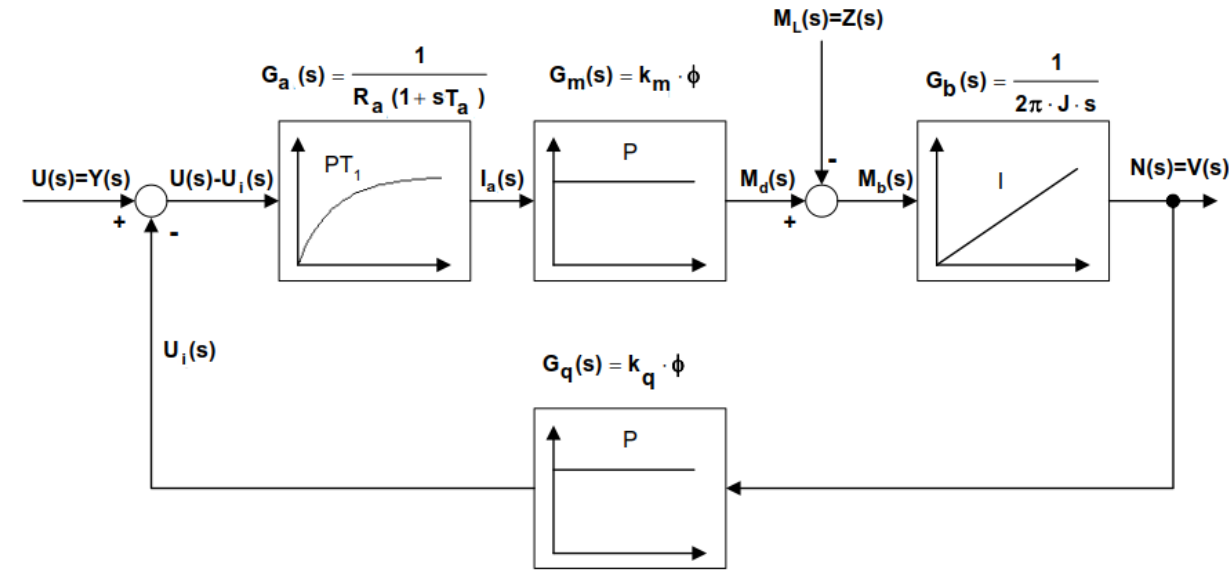 M_L(s)=Z(s)
G_a(s) = 1 / (R_a (1 + sT_a))
G_m(s) = k_m · ϕ
G_b(s) = 1 / (2π · J · s)
PT_1
P
I
U(s)=Y(s)
U(s)-U_i(s)
I_a(s)
M_d(s)
M_b(s)
N(s)=V(s)
+
-
+
-
U_i(s)
G_q(s) = k_q · ϕ
P